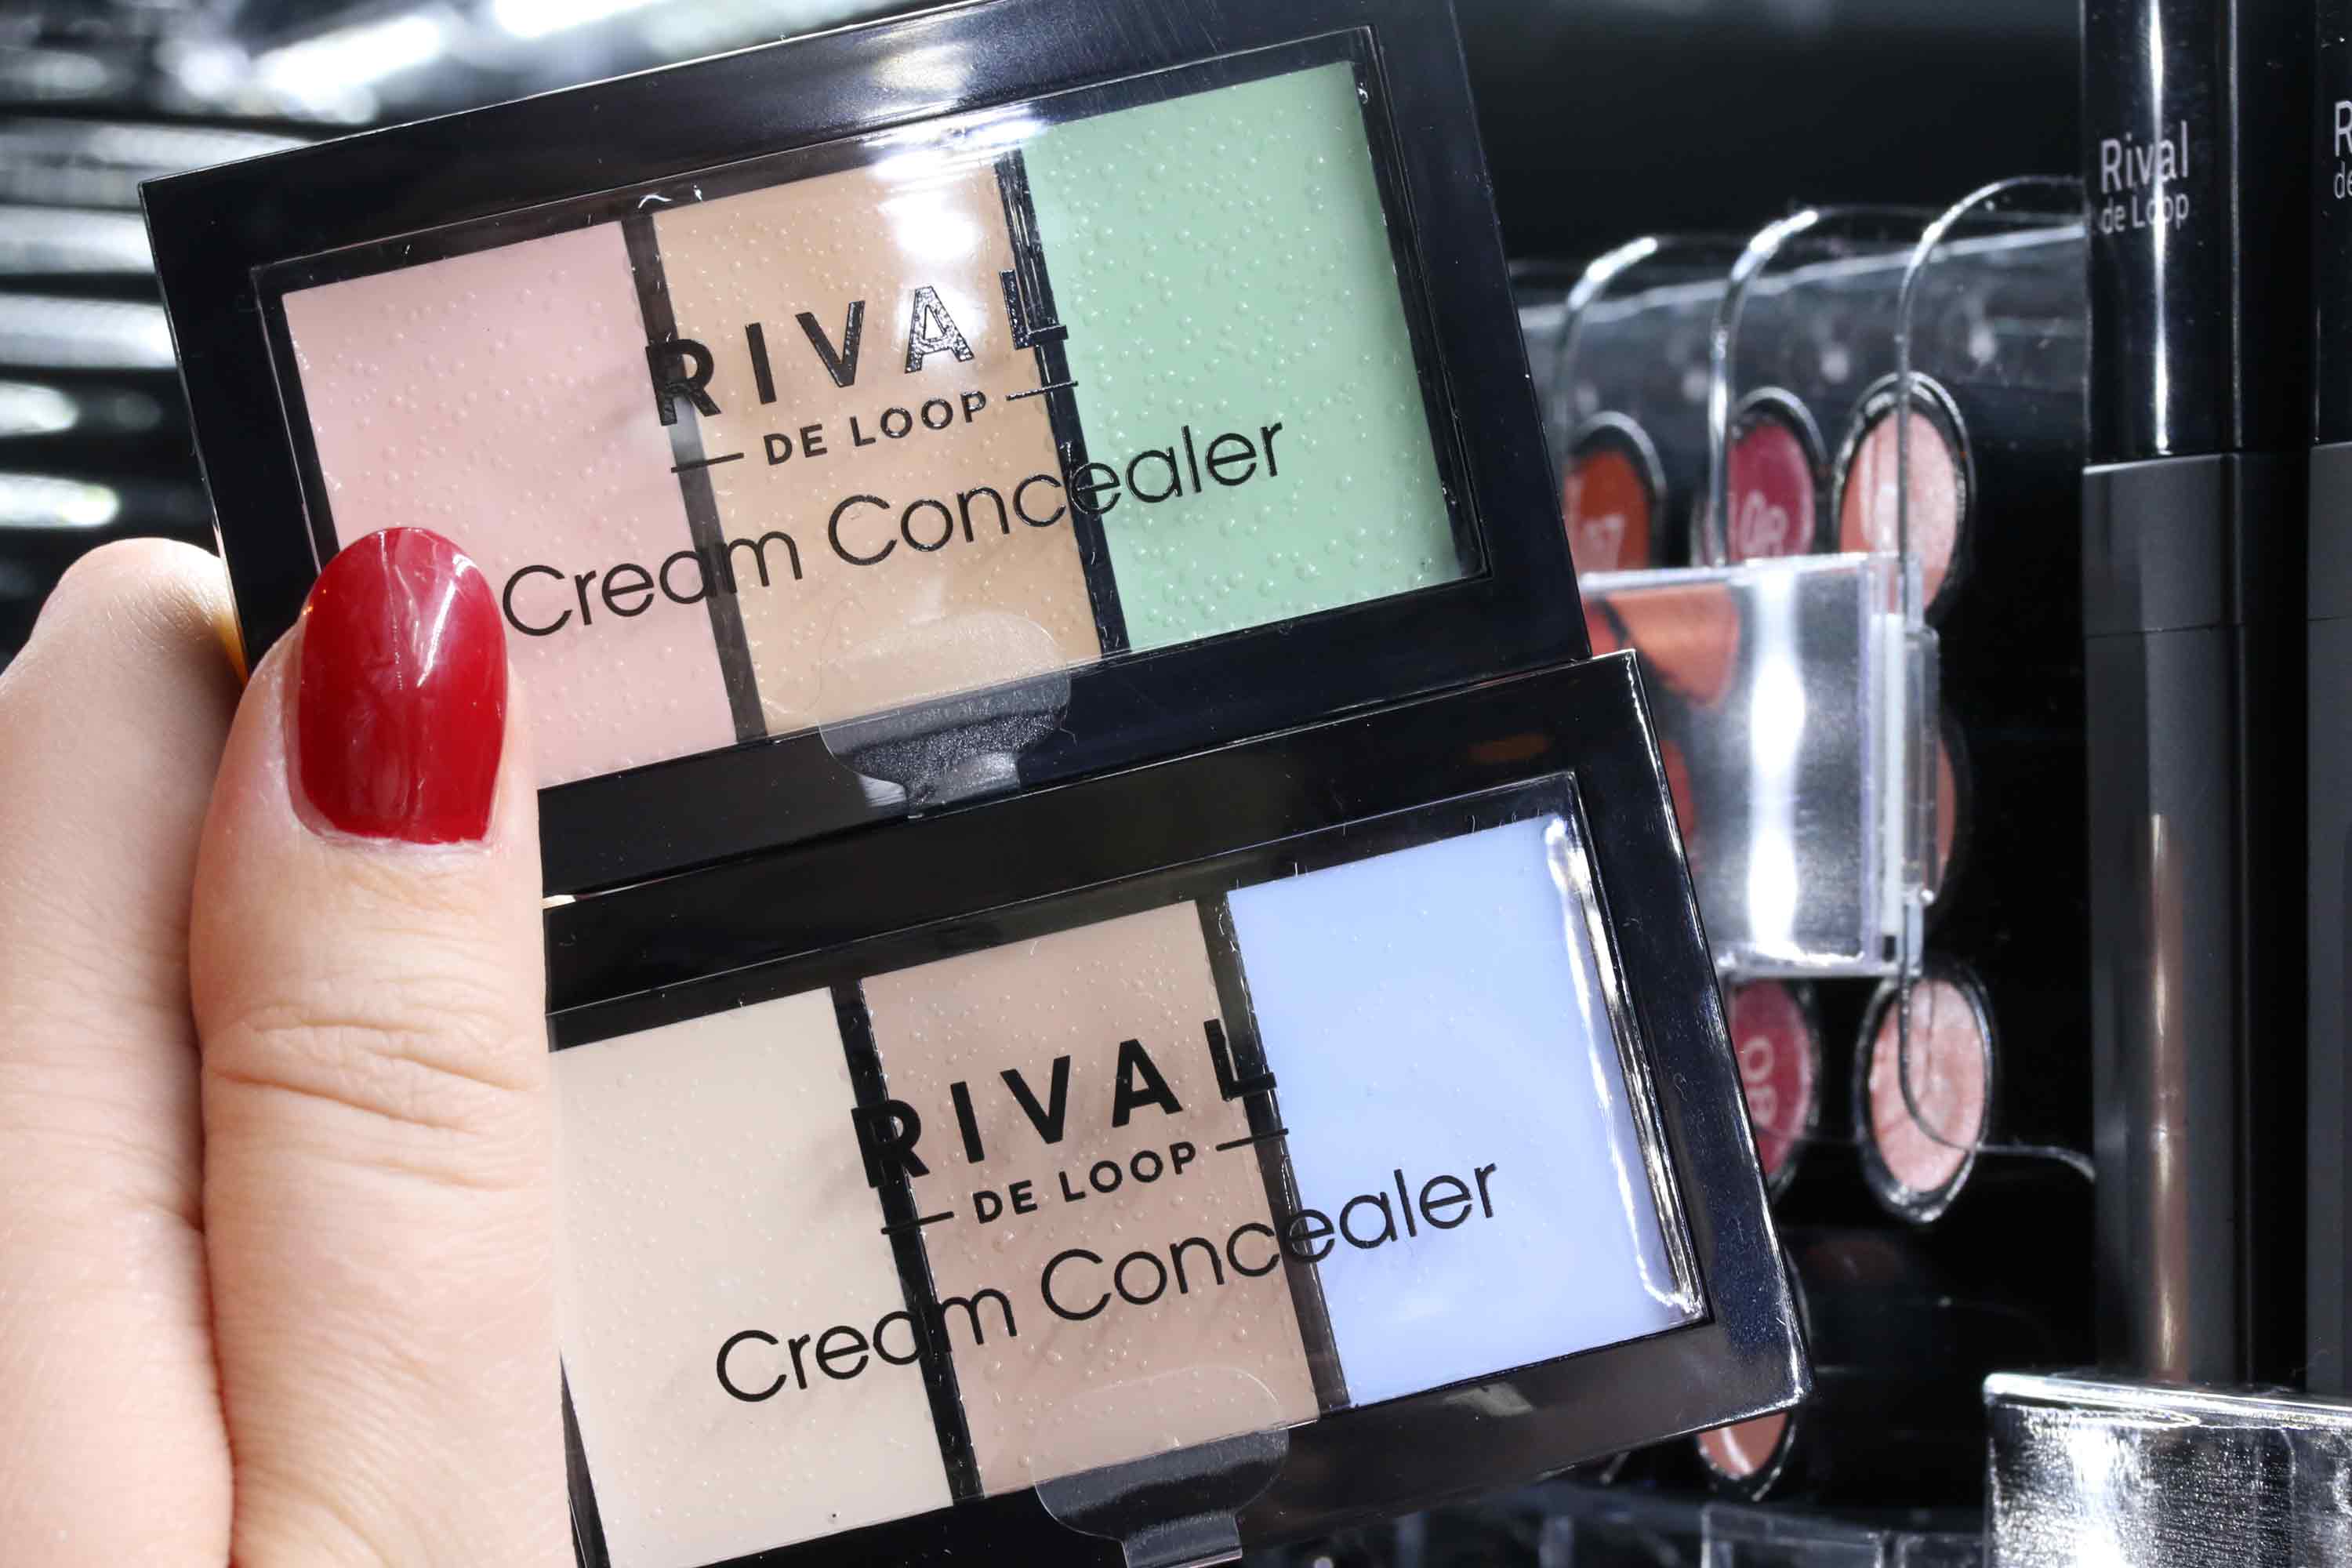 RIVAL
DE LOOP
Cream Concealer
RIVAL
DE LOOP
Cream Concealer
Rival
de Loop